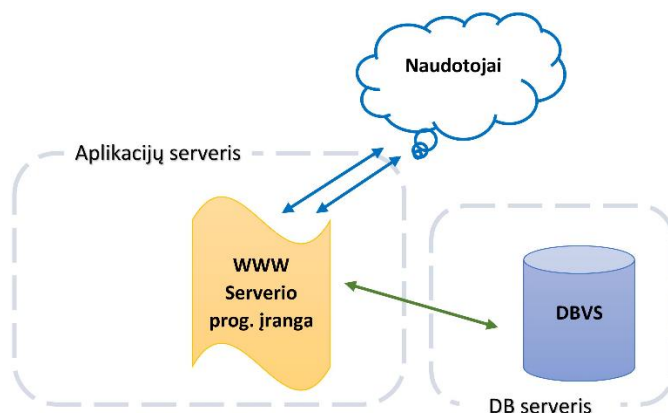 Naudotojai
Aplikacijų serveris
WWW
Serverio
prog. įranga
DBVS
DB serveris